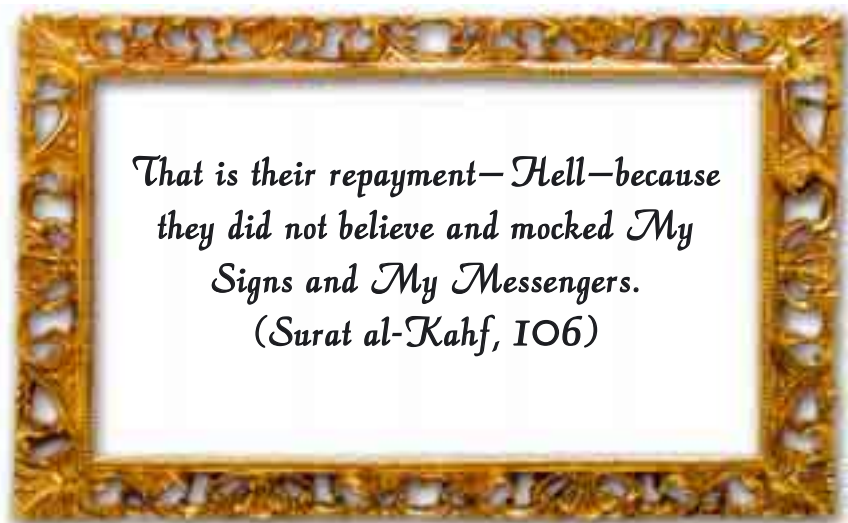 That is their repayment—Hell—because
they did not believe and mocked My
Signs and My Messengers.
(Surat al-Kahf, 106)